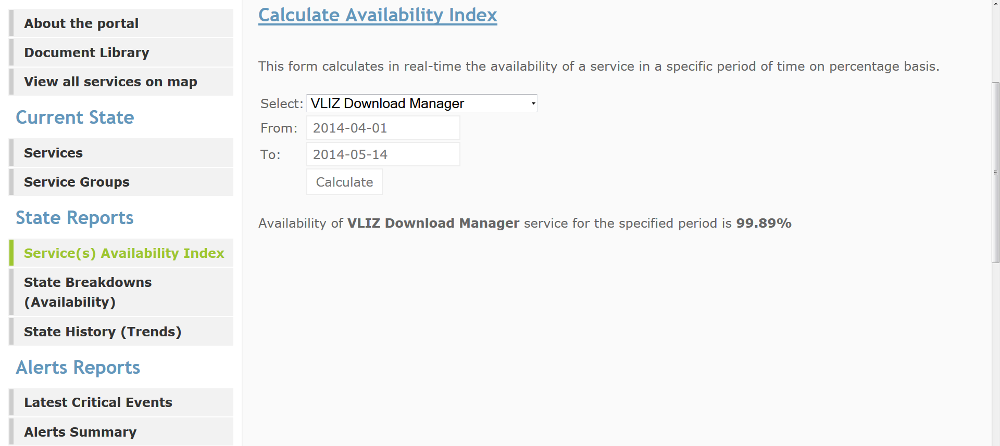 About the portal
Document Library
View all services on map
Current State
Services
Service Groups
State Reports
Service(s) Availability Index
State Breakdowns
(Availability)
State History (Trends)
Alerts Reports
Latest Critical Events
Alerts Summary
Calculate Availability Index
This form calculates in real-time the availability of a service in a specific period of time on percentage basis.
Select: VLIZ Download Manager
From: 2014-04-01
To: 2014-05-14
Calculate
Availability of VLIZ Download Manager service for the specified period is 99.89%